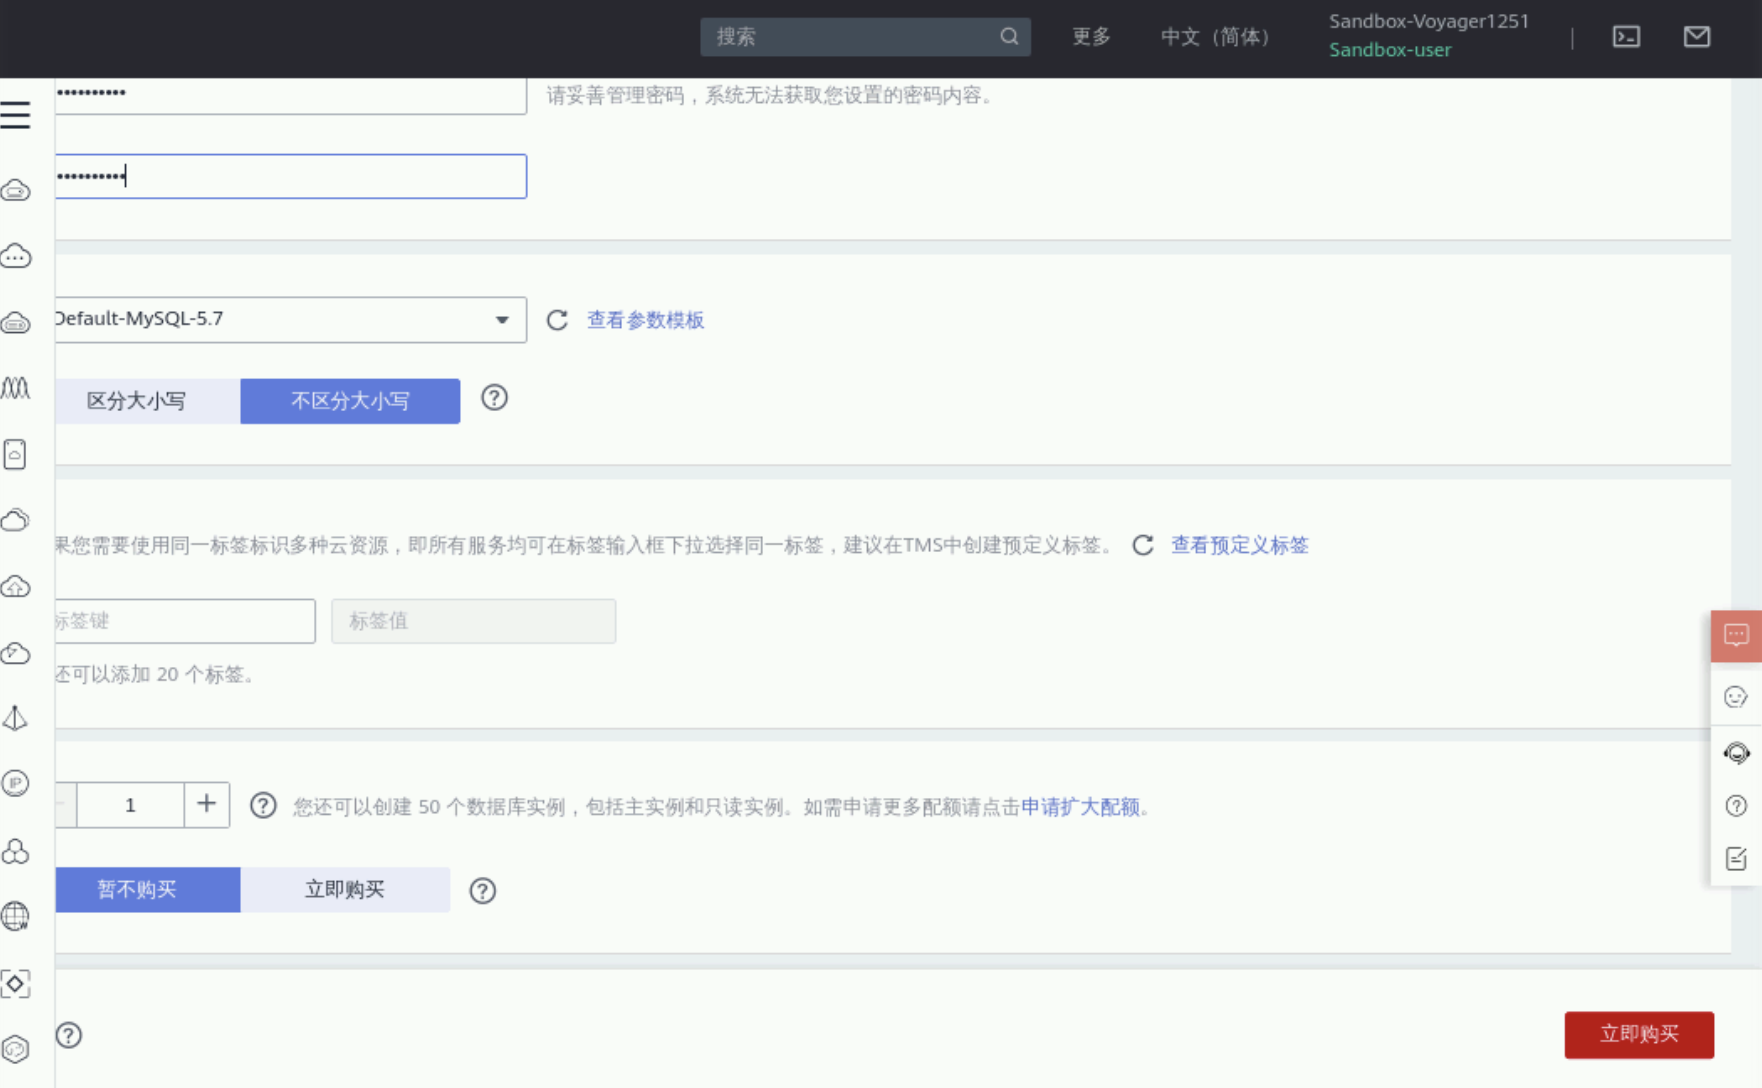 搜索
更多
中文（简体）
Sandbox-Voyager1251
Sandbox-user
••••••••••
请妥善管理密码，系统无法获取您设置的密码内容。
••••••••••
Default-MySQL-5.7
查看参数模板
区分大小写
不区分大小写
果您需要使用同一标签标识多种云资源，即所有服务均可在标签输入框下拉选择同一标签，建议在TMS中创建预定义标签。
查看预定义标签
标签键
标签值
还可以添加 20 个标签。
1
您还可以创建 50 个数据库实例，包括主实例和只读实例。如需申请更多配额请点击申请扩大配额。
暂不购买
立即购买
立即购买